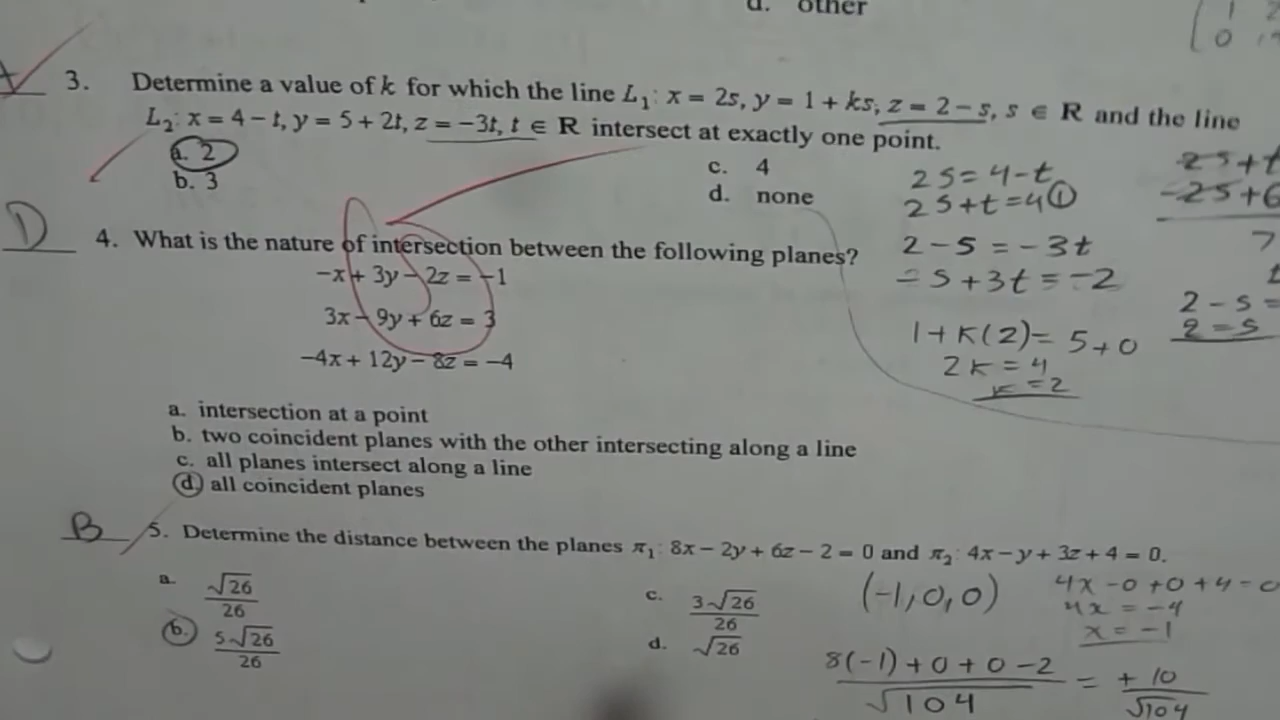 d. other
1 2
0
3. Determine a value of k for which the line L₁: x = 2s, y = 1 + ks, z = 2 − s, s ∈ R and the line
L₂: x = 4 − t, y = 5 + 2t, z = −3t, t ∈ R intersect at exactly one point.
a. 2
b. 3
c. 4
d. none
2s = 4 - t
2s + t = 4 ①
2 - s = -3t
-s + 3t = -2
1 + k(2) = 5 + 0
2k = 4
k = 2
2s + t
-2s + 6
7
t
2 - s =
2 = s
D
4. What is the nature of intersection between the following planes?
−x + 3y − 2z = −1
3x − 9y + 6z = 3
−4x + 12y − 8z = −4
a. intersection at a point
b. two coincident planes with the other intersecting along a line
c. all planes intersect along a line
d. all coincident planes
B
5. Determine the distance between the planes π₁: 8x − 2y + 6z − 2 = 0 and π₂: 4x − y + 3z + 4 = 0.
a. √26/26
b. 5√26/26
c. 3√26/26
d. √26
(-1, 0, 0)
4x - 0 + 0 + 4 = 0
4x = -4
x = -1
8(-1) + 0 + 0 - 2 / √104 = + 10 / √104